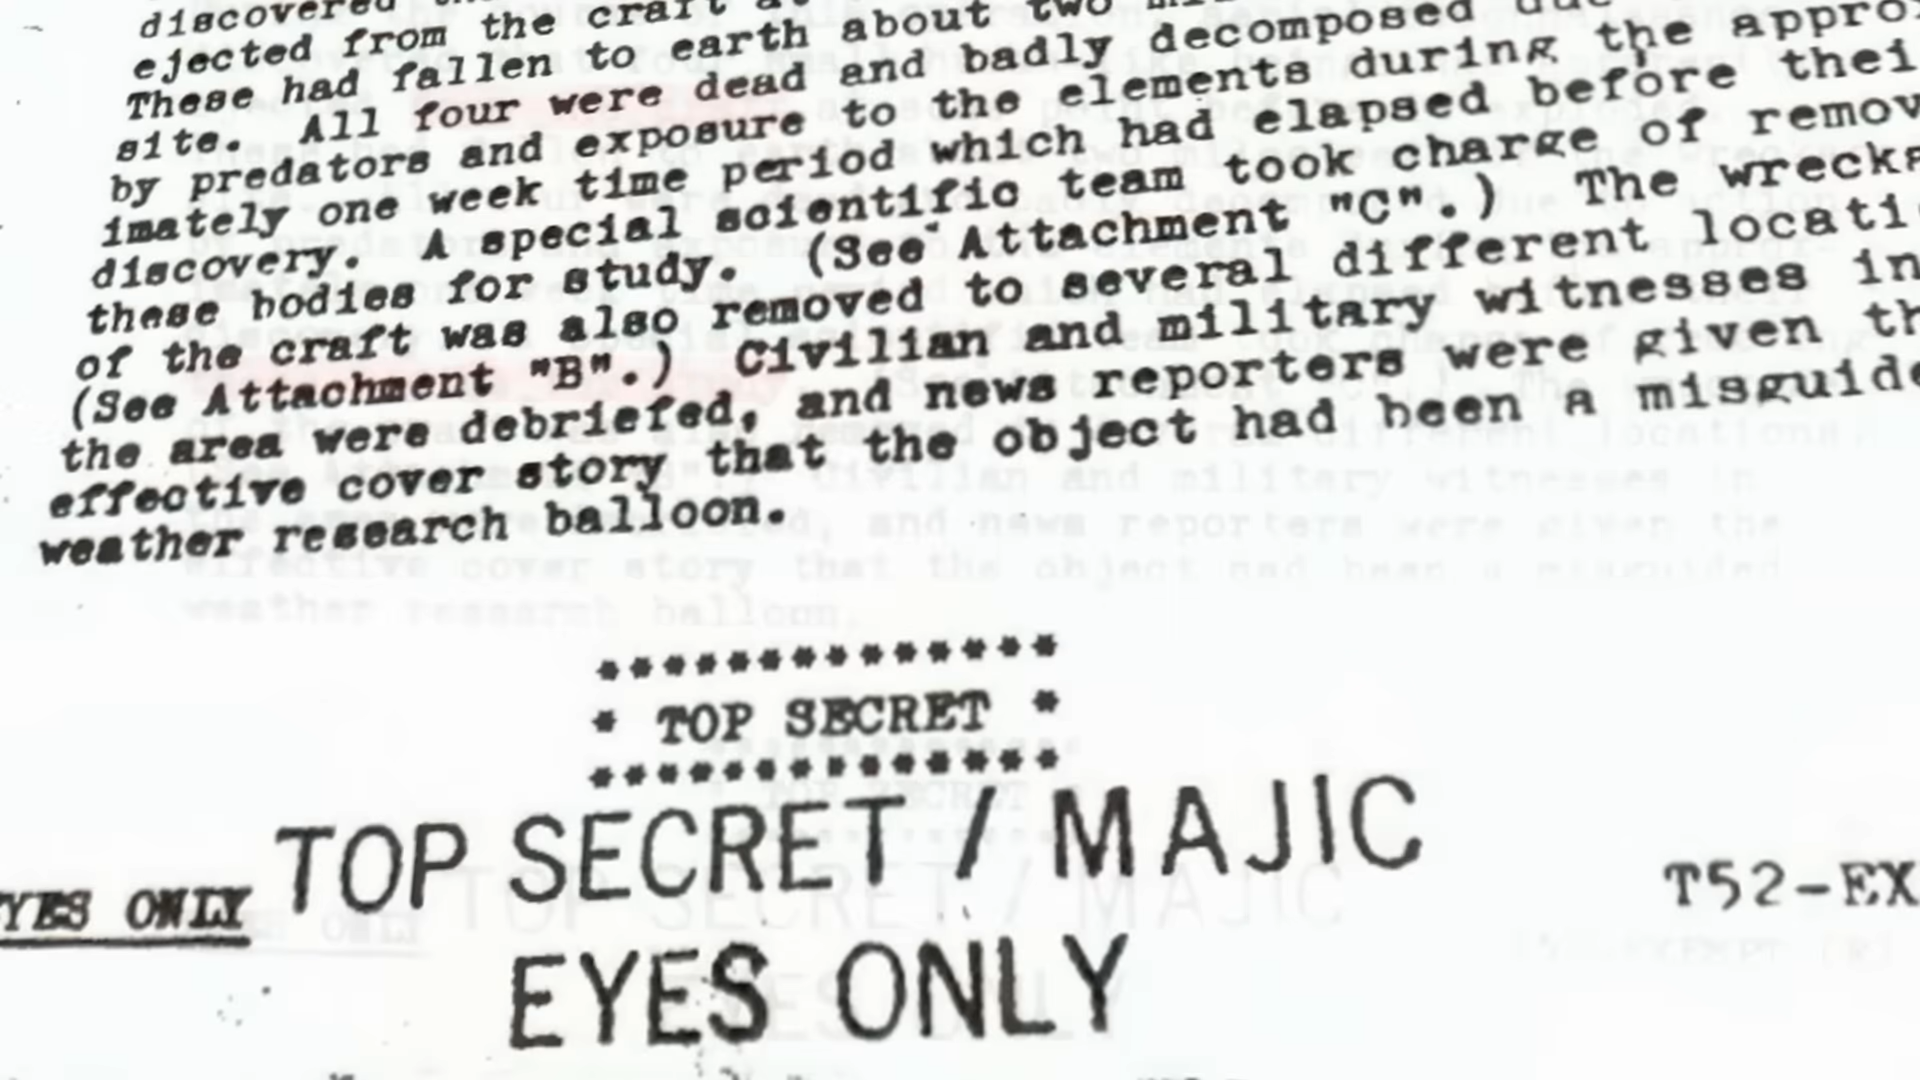 discovered
ejected from the craft
These had fallen to earth about two
site. All four were dead and badly decomposed
by predators and exposure to the elements during the appro
imately one week time period which had elapsed before thei
discovery. A special scientific team took charge of remov
these bodies for study. (See Attachment "C".) The wrecka
of the craft was also removed to several different locati
(See Attachment "B".) Civilian and military witnesses in
the area were debriefed, and news reporters were given th
effective cover story that the object had been a misguide
weather research balloon.
**************
* TOP SECRET *
**************
TOP SECRET / MAJIC
YES ONLY
T52-EX
EYES ONLY